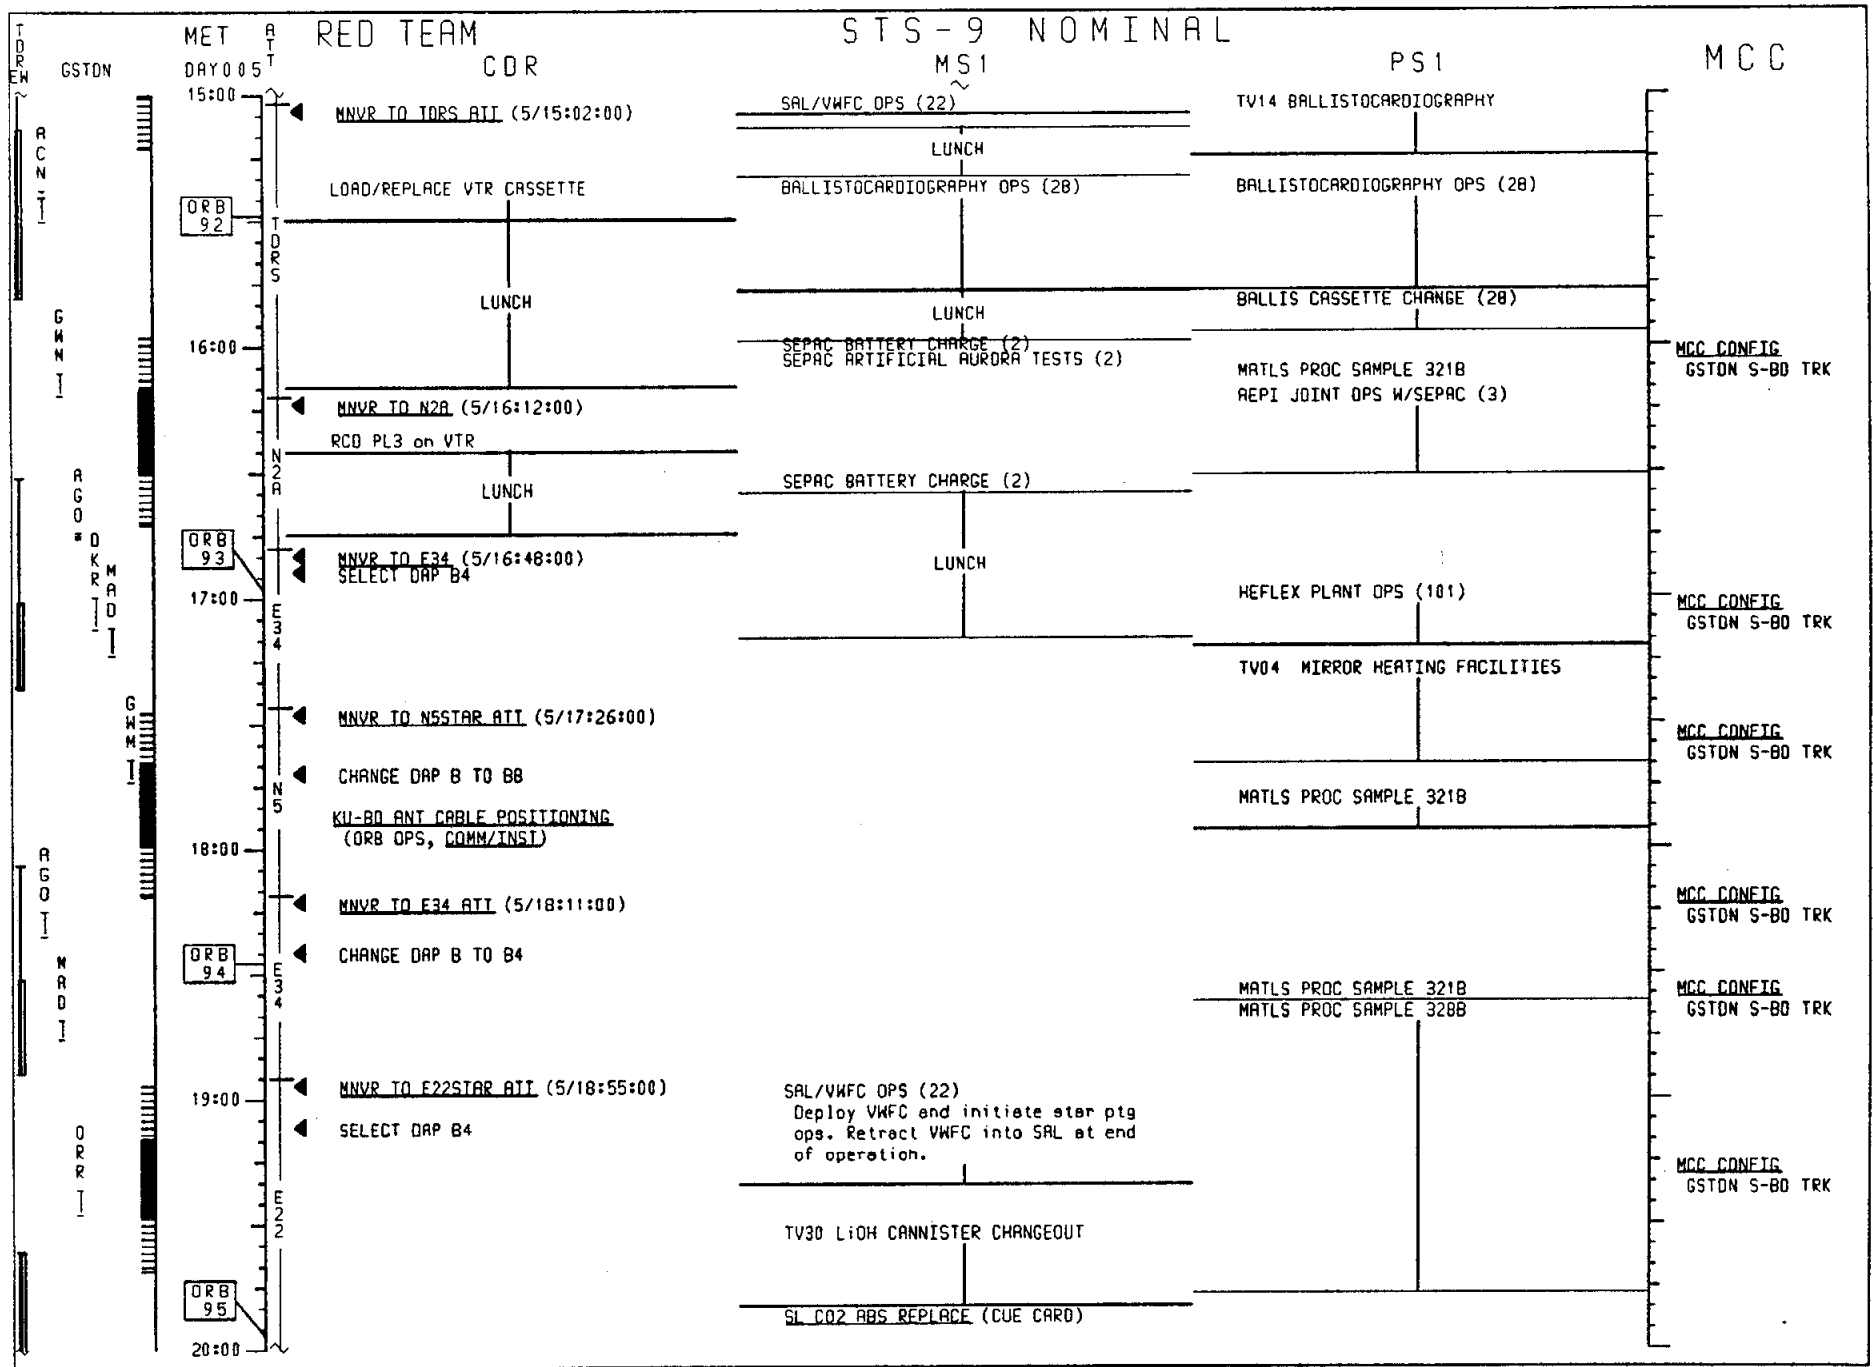 STS-9 NOMINAL
TDRS
EW
GSTDN
MET
DAY005
ATT
RED TEAM
CDR
MS1
PS1
MCC
15:00
MNVR TO TDRS ATT (5/15:02:00)
SAL/VWFC OPS (22)
TV14 BALLISTOCARDIOGRAPHY
ACN
LUNCH
LOAD/REPLACE VTR CASSETTE
BALLISTOCARDIOGRAPHY OPS (28)
BALLISTOCARDIOGRAPHY OPS (28)
ORB
92
TDRS
LUNCH
LUNCH
BALLIS CASSETTE CHANGE (28)
GWM
16:00
SEPAC BATTERY CHARGE (2)
SEPAC ARTIFICIAL AURORA TESTS (2)
MCC CONFIG
GSTDN S-BD TRK
MATLS PROC SAMPLE 321B
AEPI JOINT OPS W/SEPAC (3)
MNVR TO N2A (5/16:12:00)
RCD PL3 on VTR
N2A
LUNCH
SEPAC BATTERY CHARGE (2)
AGO*
DKR
MAD
ORB
93
MNVR TO E34 (5/16:48:00)
SELECT DAP B4
LUNCH
17:00
E34
HEFLEX PLANT OPS (101)
MCC CONFIG
GSTDN S-BD TRK
TV04 MIRROR HEATING FACILITIES
GWM
MNVR TO N5STAR ATT (5/17:26:00)
MCC CONFIG
GSTDN S-BD TRK
CHANGE DAP B TO B8
N5
MATLS PROC SAMPLE 321B
KU-BD ANT CABLE POSITIONING
(ORB OPS, COMM/INST)
18:00
AGO
MNVR TO E34 ATT (5/18:11:00)
MCC CONFIG
GSTDN S-BD TRK
CHANGE DAP B TO B4
ORB
94
MAD
E34
MATLS PROC SAMPLE 321B
MATLS PROC SAMPLE 328B
MCC CONFIG
GSTDN S-BD TRK
MNVR TO E22STAR ATT (5/18:55:00)
19:00
SAL/VWFC OPS (22)
Deploy VWFC and initiate star ptg
ops. Retract VWFC into SAL at end
of operation.
ORR
SELECT DAP B4
MCC CONFIG
GSTDN S-BD TRK
E22
TV30 LiOH CANNISTER CHANGEOUT
ORB
95
SL CO2 ABS REPLACE (CUE CARD)
20:00